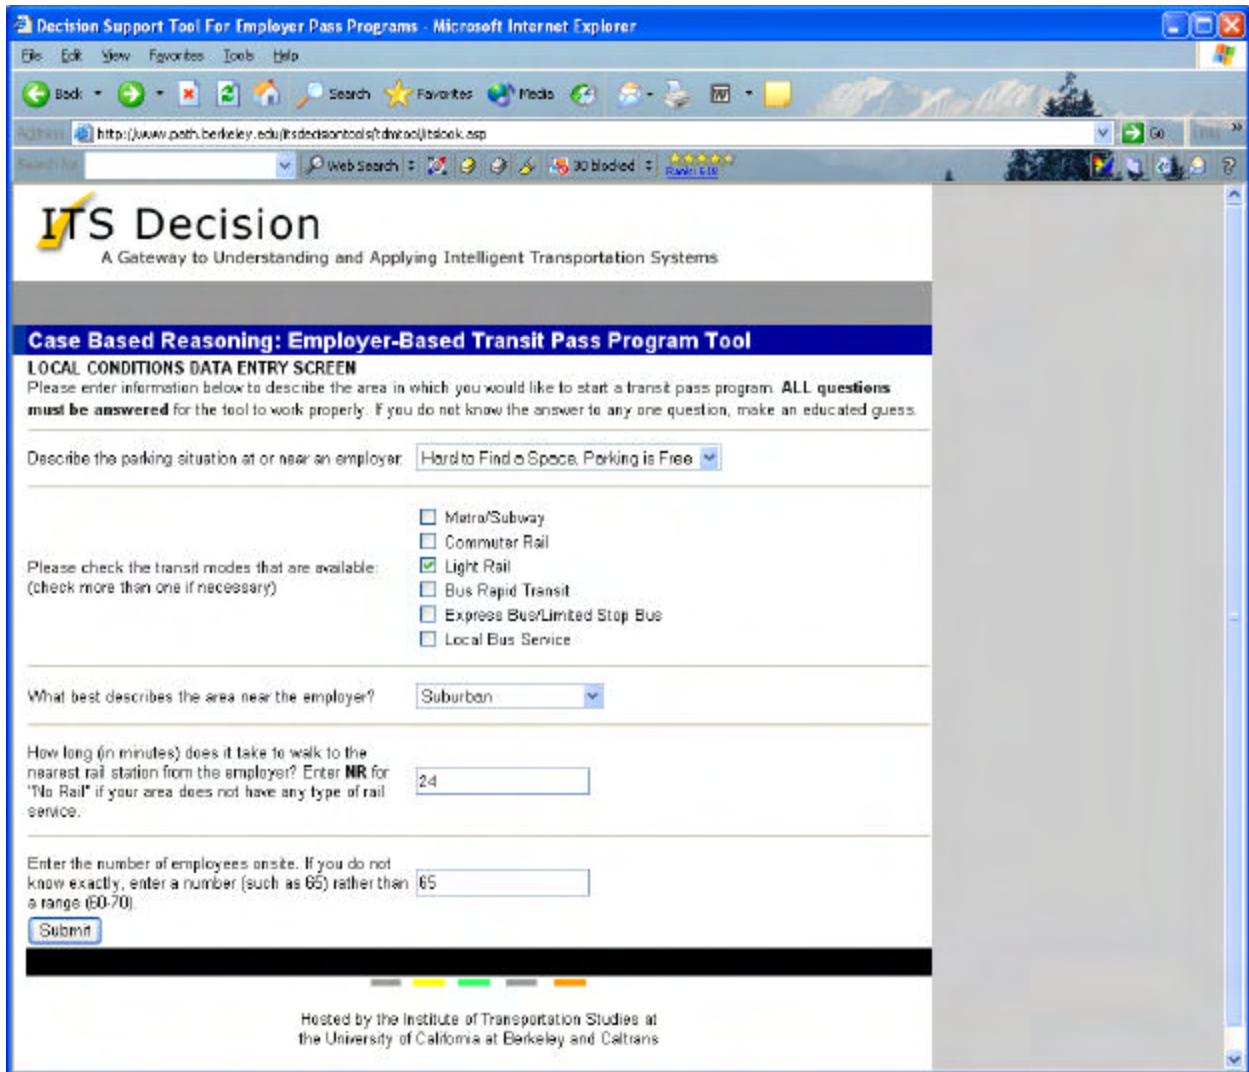 Decision Support Tool For Employer Pass Programs - Microsoft Internet Explorer
File Edit View Favorites Tools Help
Back Search Favorites Media
Address http://www.path.berkeley.edu/itsdecisiontools/tdmtool/itslook.asp Go Links
Search for Web Search 30 blocked
ITS Decision
A Gateway to Understanding and Applying Intelligent Transportation Systems
Case Based Reasoning: Employer-Based Transit Pass Program Tool
LOCAL CONDITIONS DATA ENTRY SCREEN
Please enter information below to describe the area in which you would like to start a transit pass program. ALL questions
must be answered for the tool to work properly. If you do not know the answer to any one question, make an educated guess.
Describe the parking situation at or near an employer: Hard to Find a Space, Parking is Free
Metro/Subway
Commuter Rail
Please check the transit modes that are available: Light Rail
(check more than one if necessary) Bus Rapid Transit
Express Bus/Limited Stop Bus
Local Bus Service
What best describes the area near the employer? Suburban
How long (in minutes) does it take to walk to the
nearest rail station from the employer? Enter NR for
"No Rail" if your area does not have any type of rail 24
service.
Enter the number of employees onsite. If you do not
know exactly, enter a number (such as 65) rather than 65
a range (60-70).
Submit
Hosted by the Institute of Transportation Studies at
the University of California at Berkeley and Caltrans